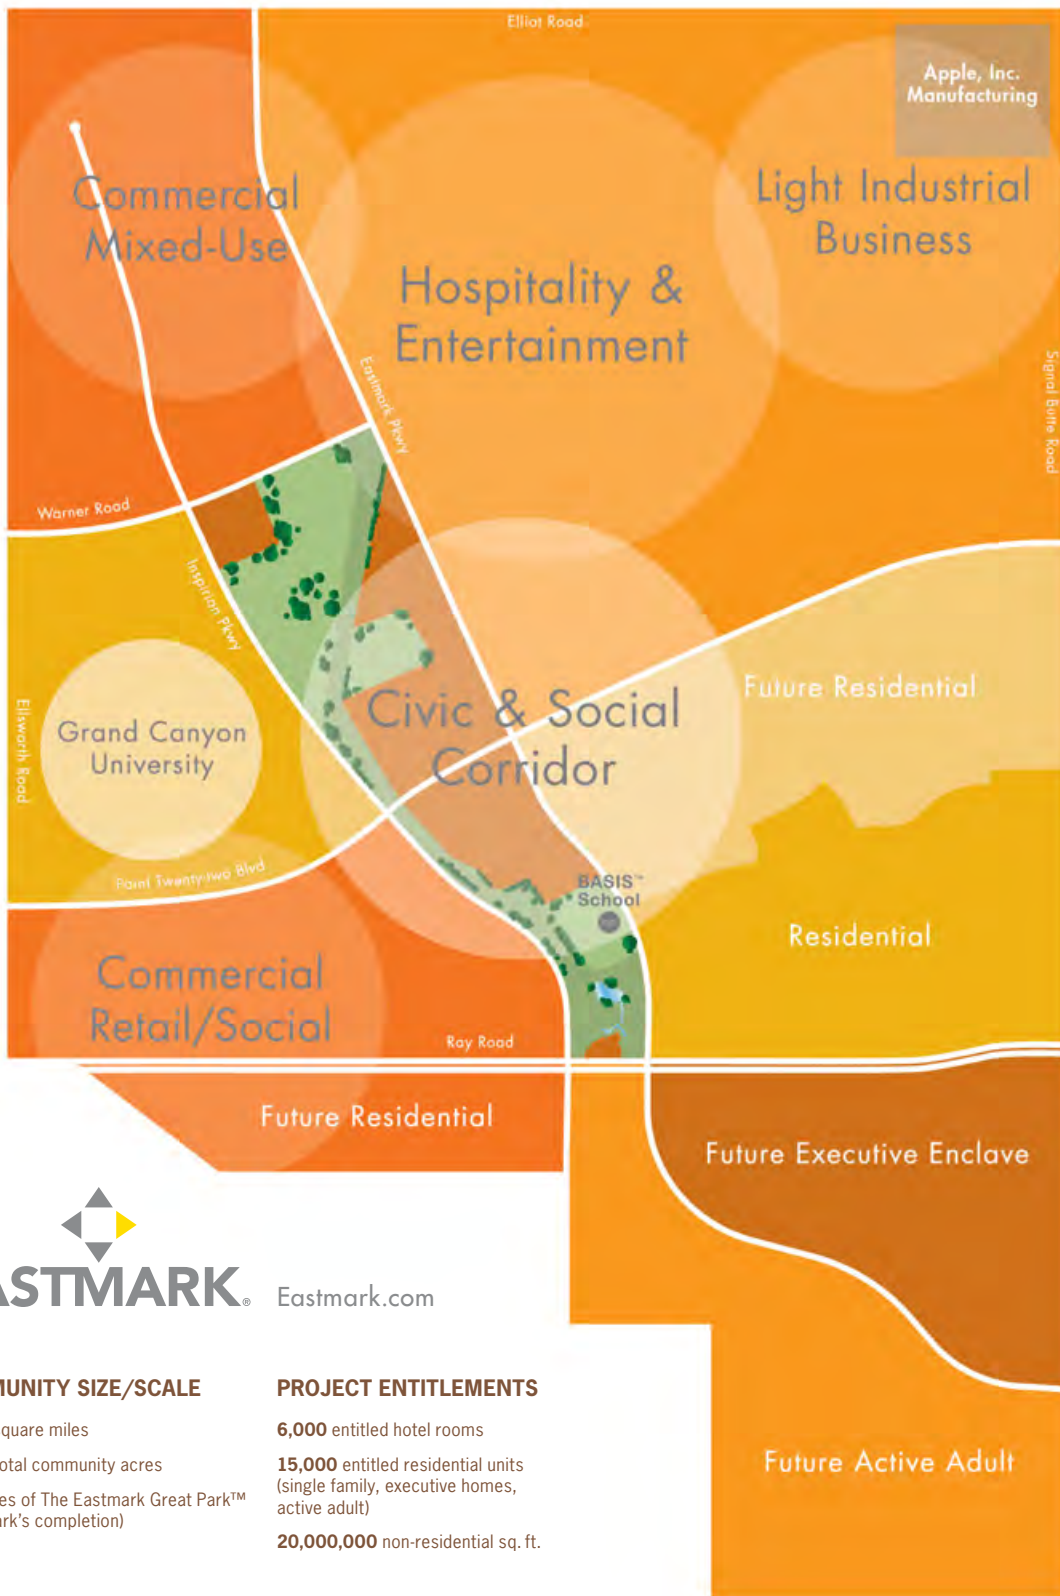 Elliot Road
Apple, Inc.
Manufacturing
Commercial
Mixed-Use
Light Industrial
Business
Hospitality &
Entertainment
Eastmark Pkwy
Signal Butte Road
Warner Road
Inspirian Pkwy
Ellsworth Road
Grand Canyon
University
Civic & Social
Corridor
Future Residential
Point Twenty-two Blvd
BASIS™
School
Residential
Commercial
Retail/Social
Ray Road
Future Residential
Future Executive Enclave
ASTMARK®
Eastmark.com
MUNITY SIZE/SCALE
quare miles
otal community acres
es of The Eastmark Great Park™
ark's completion)
PROJECT ENTITLEMENTS
6,000 entitled hotel rooms
15,000 entitled residential units
(single family, executive homes,
active adult)
20,000,000 non-residential sq. ft.
Future Active Adult